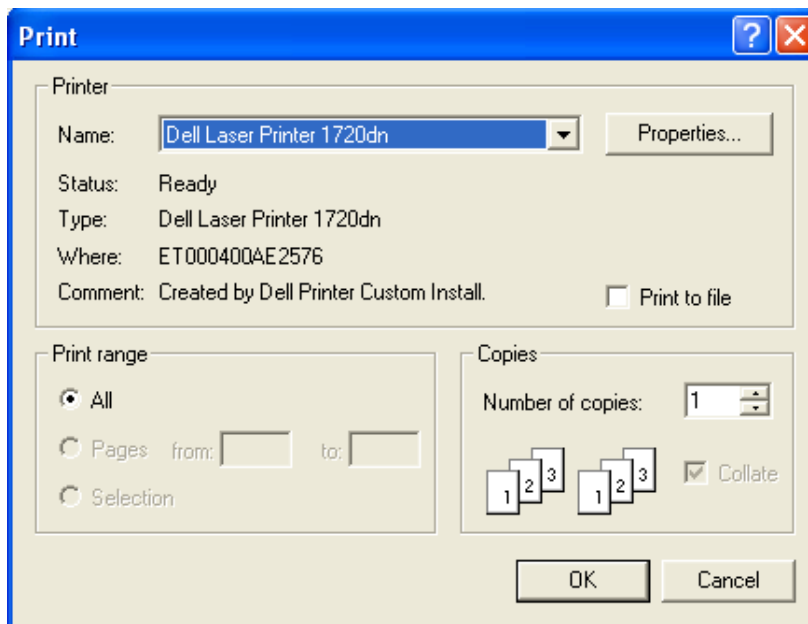 Print
Printer
Name: Dell Laser Printer 1720dn Properties...
Status: Ready
Type: Dell Laser Printer 1720dn
Where: ET000400AE2576
Comment: Created by Dell Printer Custom Install. Print to file
Print range
All
Pages from: to:
Selection
Copies
Number of copies: 1
1 2 3 1 2 3 Collate
OK Cancel